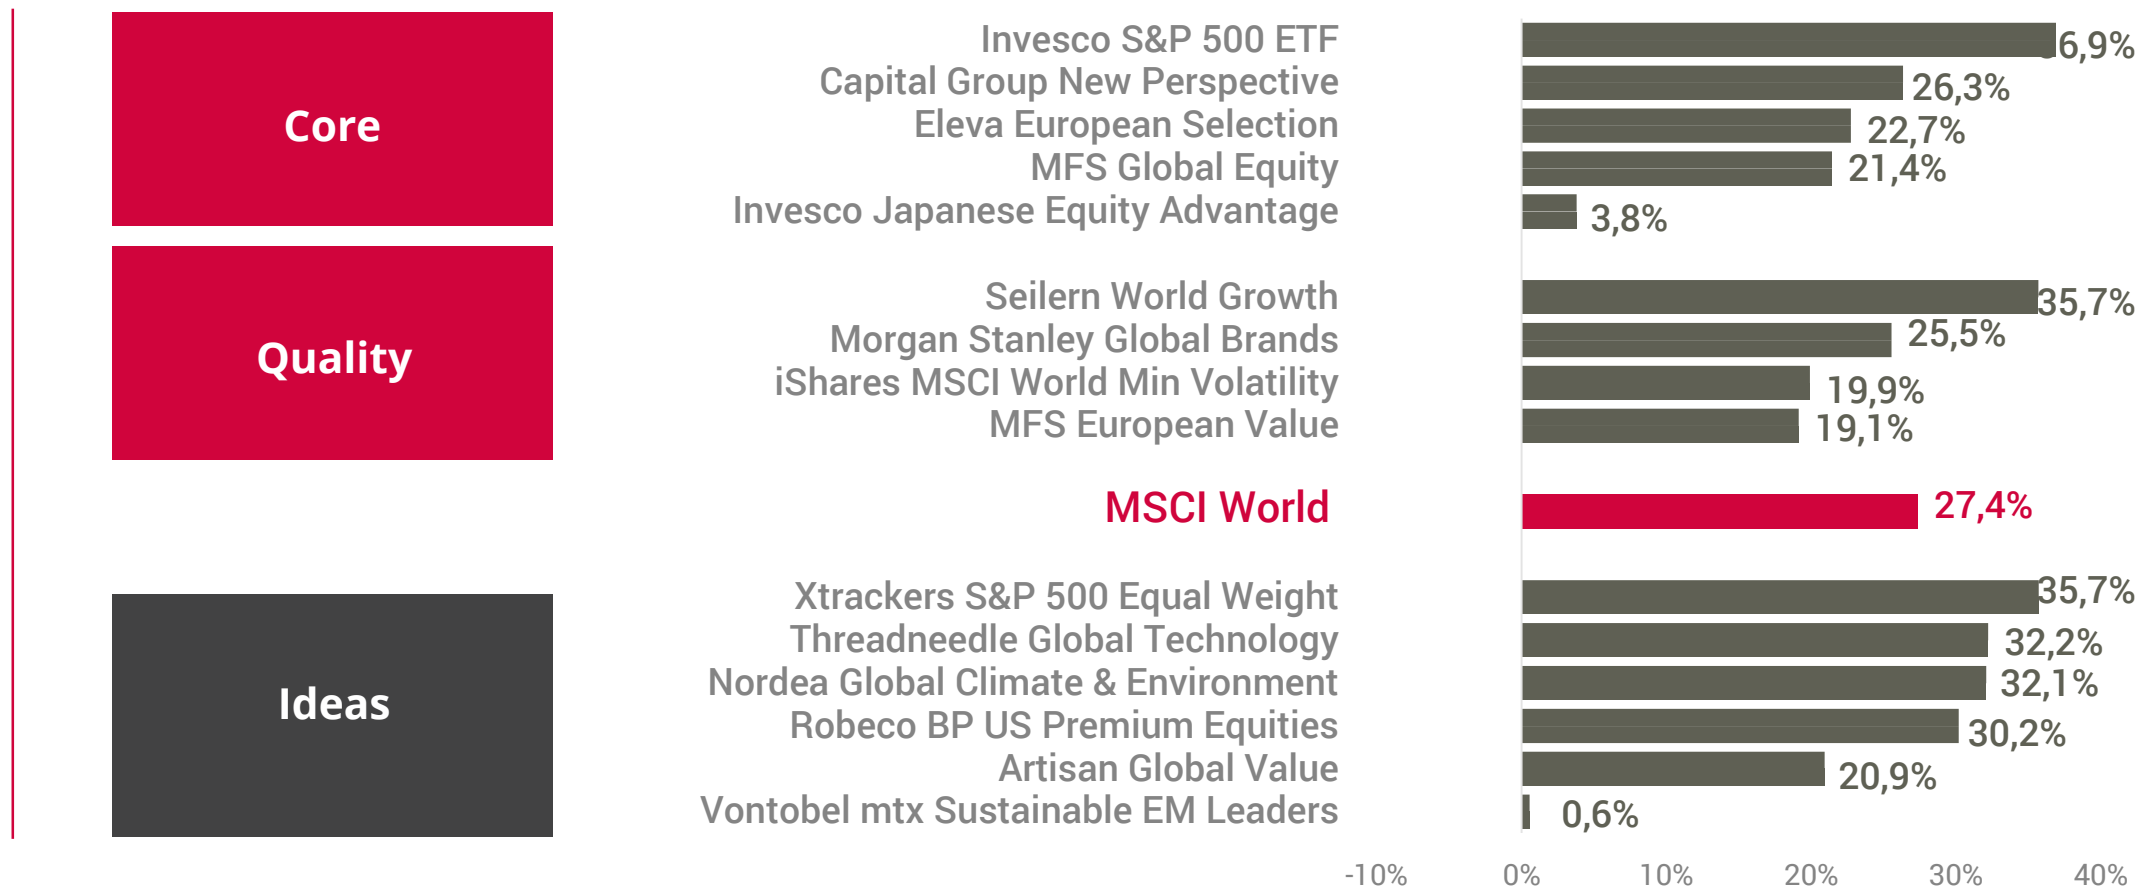 Core
Invesco S&P 500 ETF 6,9%
Capital Group New Perspective 26,3%
Eleva European Selection 22,7%
MFS Global Equity 21,4%
Invesco Japanese Equity Advantage 3,8%
Quality
Seilern World Growth 35,7%
Morgan Stanley Global Brands 25,5%
iShares MSCI World Min Volatility 19,9%
MFS European Value 19,1%
MSCI World 27,4%
Ideas
Xtrackers S&P 500 Equal Weight 35,7%
Threadneedle Global Technology 32,2%
Nordea Global Climate & Environment 32,1%
Robeco BP US Premium Equities 30,2%
Artisan Global Value 20,9%
Vontobel mtx Sustainable EM Leaders 0,6%
-10% 0% 10% 20% 30% 40%